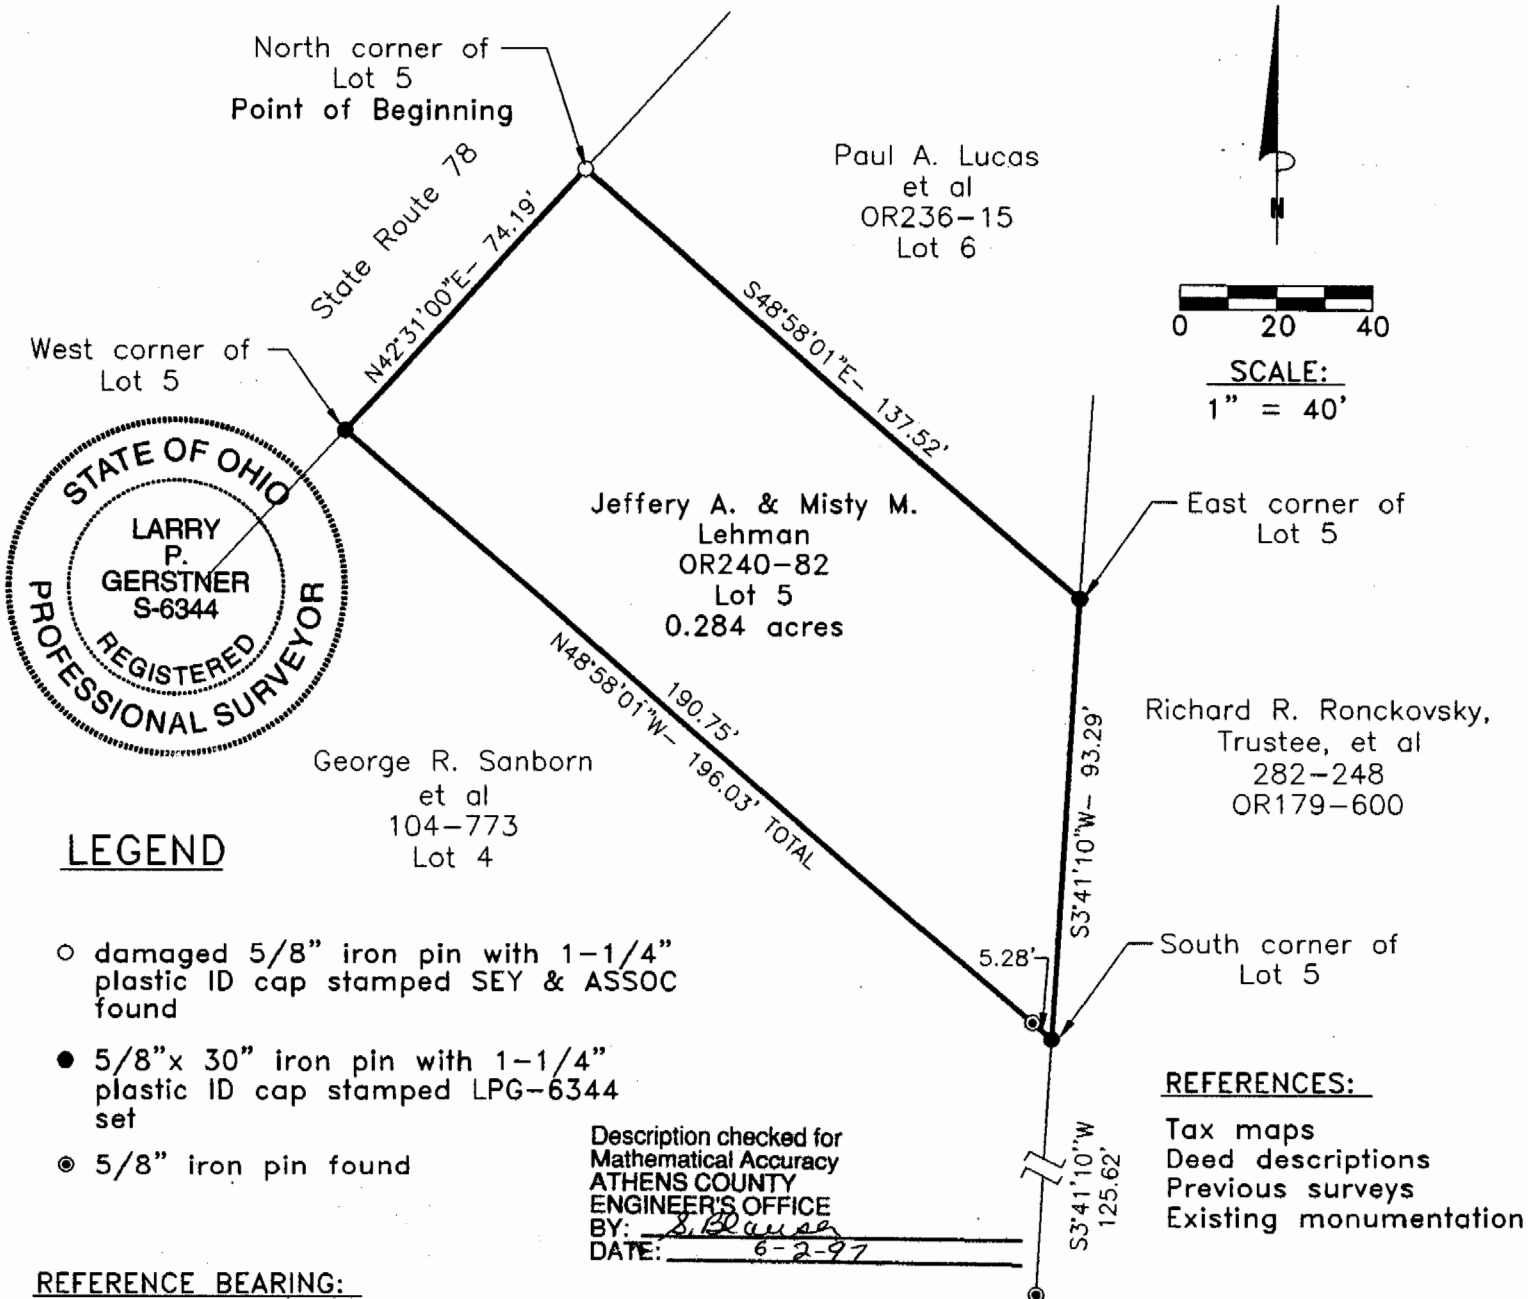 North corner of
Lot 5
Point of Beginning
State Route 78
N42°31'00"E- 74.19'
Paul A. Lucas
et al
OR236-15
Lot 6
N
0 20 40
SCALE:
1" = 40'
S48°58'01"E- 137.52'
West corner of
Lot 5
STATE OF OHIO
LARRY
P.
GERSTNER
S-6344
REGISTERED
PROFESSIONAL SURVEYOR
Jeffery A. & Misty M.
Lehman
OR240-82
Lot 5
0.284 acres
East corner of
Lot 5
190.75'
N48°58'01"W- 196.03' TOTAL
S3°41'10"W- 93.29'
Richard R. Ronckovsky,
Trustee, et al
282-248
OR179-600
George R. Sanborn
et al
104-773
Lot 4
5.28'
South corner of
Lot 5
LEGEND
damaged 5/8" iron pin with 1-1/4"
plastic ID cap stamped SEY & ASSOC
found
5/8"x 30" iron pin with 1-1/4"
plastic ID cap stamped LPG-6344
set
5/8" iron pin found
Description checked for
Mathematical Accuracy
ATHENS COUNTY
ENGINEER'S OFFICE
BY: S. Blauser
DATE: 6-2-97
S3°41'10"W
125.62'
REFERENCES:
Tax maps
Deed descriptions
Previous surveys
Existing monumentation
REFERENCE BEARING: